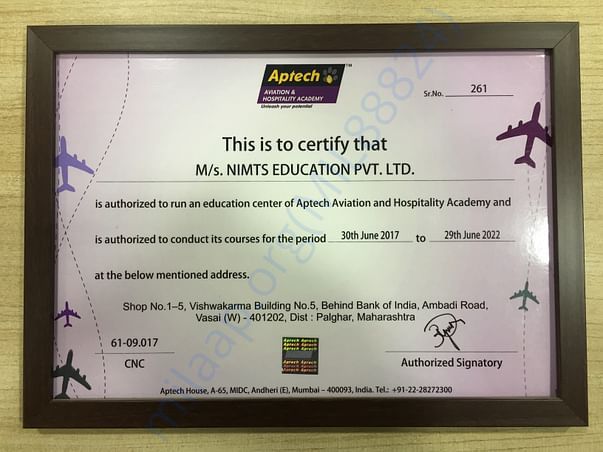 Aptech ™
AVIATION &
HOSPITALITY ACADEMY
Unleash your potential
Sr.No. 261
This is to certify that
M/s. NIMTS EDUCATION PVT. LTD.
is authorized to run an education center of Aptech Aviation and Hospitality Academy and
is authorized to conduct its courses for the period 30th June 2017 to 29th June 2022
at the below mentioned address.
Shop No.1–5, Vishwakarma Building No.5, Behind Bank of India, Ambadi Road,
Vasai (W) - 401202, Dist : Palghar, Maharashtra
61-09.017
CNC
Authorized Signatory
Aptech House, A-65, MIDC, Andheri (E), Mumbai – 400093, India. Tel.: +91-22-28272300